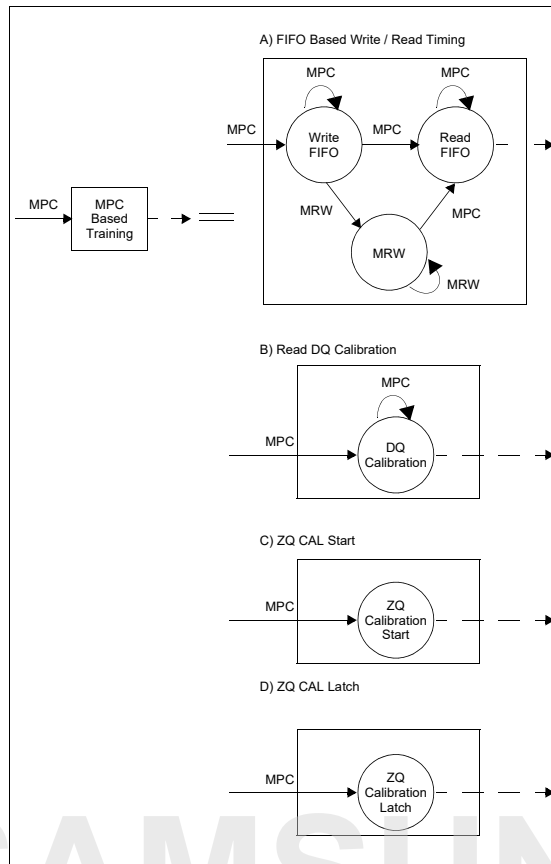 A) FIFO Based Write / Read Timing
MPC
MPC
MPC
Write
FIFO
MPC
Read
FIFO
MPC
MPC
Based
Training
MRW
MPC
MRW
MRW
B) Read DQ Calibration
MPC
MPC
DQ
Calibration
C) ZQ CAL Start
MPC
ZQ
Calibration
Start
D) ZQ CAL Latch
MPC
ZQ
Calibration
Latch
SAMSUN